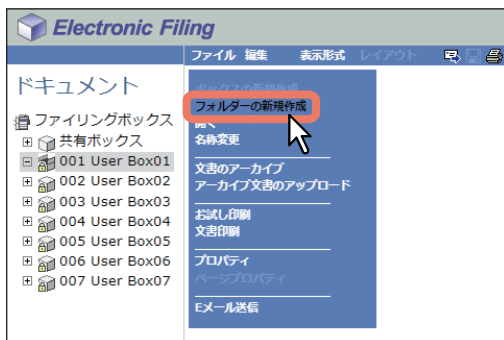 Electronic Filing
ファイル 編集 表示形式 レイアウト
ドキュメント
ファイリングボックス
共有ボックス
001 User Box01
002 User Box02
003 User Box03
004 User Box04
005 User Box05
006 User Box06
007 User Box07
ボックスの新規作成
フォルダーの新規作成
開く
名称変更
文書のアーカイブ
アーカイブ文書のアップロード
お試し印刷
文書印刷
プロパティ
ページプロパティ
Eメール送信